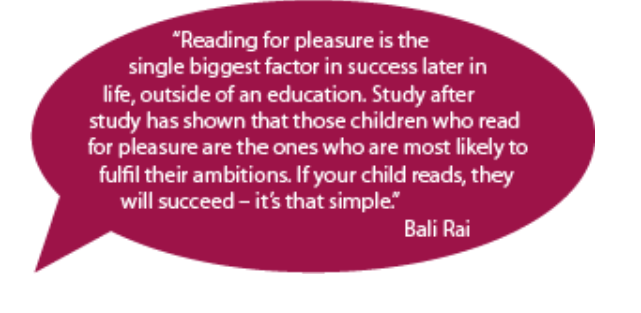 “Reading for pleasure is the
single biggest factor in success later in
life, outside of an education. Study after
study has shown that those children who read
for pleasure are the ones who are most likely to
fulfil their ambitions. If your child reads, they
will succeed – it’s that simple.”
Bali Rai